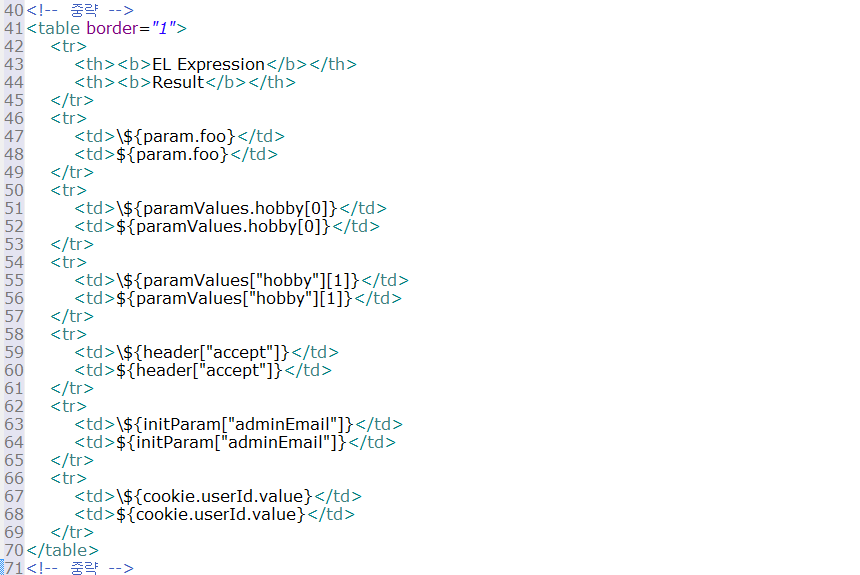 40 <!-- 중략 -->
41 <table border="1">
42 <tr>
43 <th><b>EL Expression</b></th>
44 <th><b>Result</b></th>
45 </tr>
46 <tr>
47 <td>\${param.foo}</td>
48 <td>${param.foo}</td>
49 </tr>
50 <tr>
51 <td>\${paramValues.hobby[0]}</td>
52 <td>${paramValues.hobby[0]}</td>
53 </tr>
54 <tr>
55 <td>\${paramValues["hobby"][1]}</td>
56 <td>${paramValues["hobby"][1]}</td>
57 </tr>
58 <tr>
59 <td>\${header["accept"]}</td>
60 <td>${header["accept"]}</td>
61 </tr>
62 <tr>
63 <td>\${initParam["adminEmail"]}</td>
64 <td>${initParam["adminEmail"]}</td>
65 </tr>
66 <tr>
67 <td>\${cookie.userId.value}</td>
68 <td>${cookie.userId.value}</td>
69 </tr>
70 </table>
71 <!-- 중략 -->